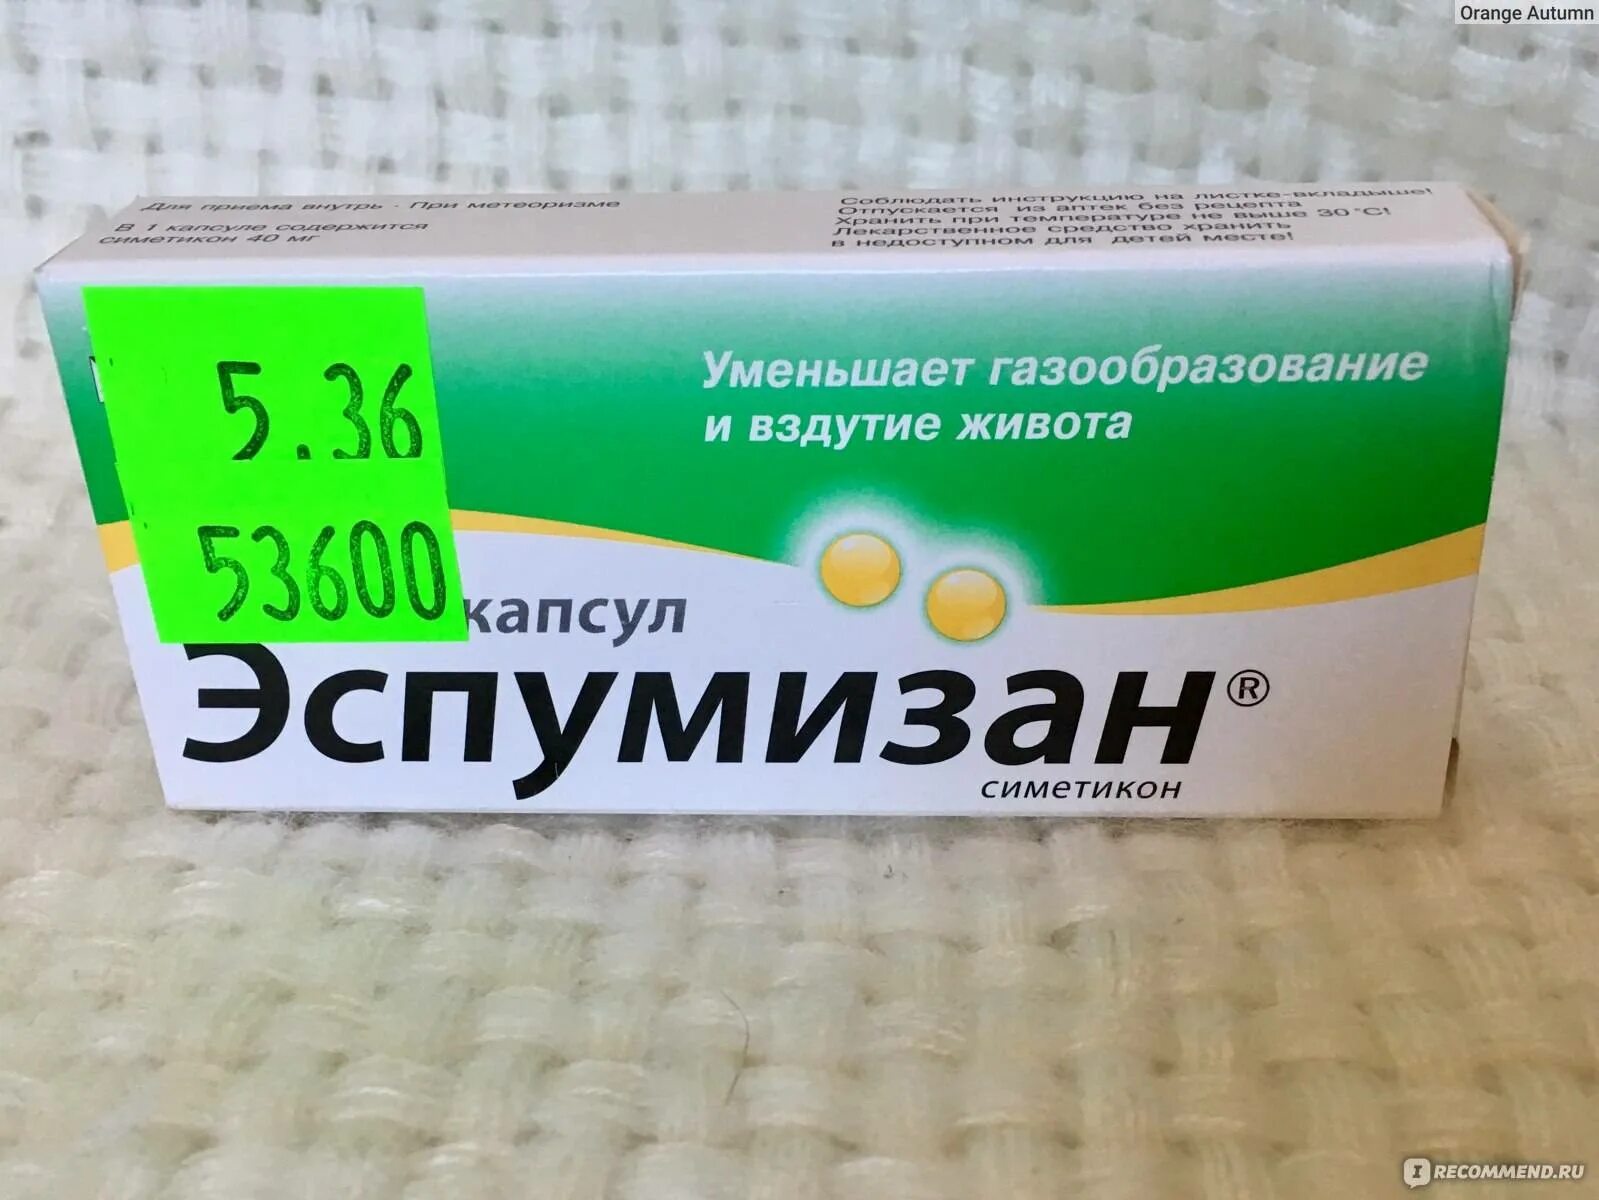 Orange Autumn
Для приема внутрь - При метеоризме
В 1 капсуле содержится
симетикон 40 мг
Соблюдать инструкцию на листке-вкладыше!
Отпускается из аптек без рецепта
Хранить при температуре не выше 30°C!
Лекарственное средство хранить
в недоступном для детей месте!
5.36
53600
Уменьшает газообразование
и вздутие живота
капсул
Эспумизан®
симетикон
IRECOMMEND.RU